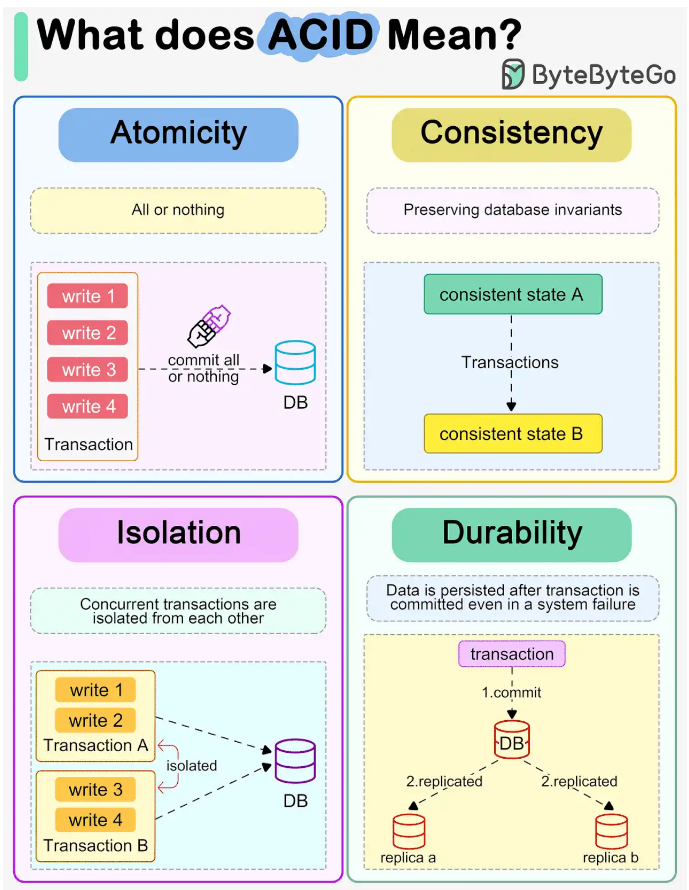 What does ACID Mean?
ByteByteGo
Atomicity
All or nothing
write 1
write 2
write 3
write 4
Transaction
commit all
or nothing
DB
Consistency
Preserving database invariants
consistent state A
Transactions
consistent state B
Isolation
Concurrent transactions are
isolated from each other
write 1
write 2
Transaction A
isolated
write 3
write 4
Transaction B
DB
Durability
Data is persisted after transaction is
committed even in a system failure
transaction
1.commit
DB
2.replicated
2.replicated
replica a
replica b